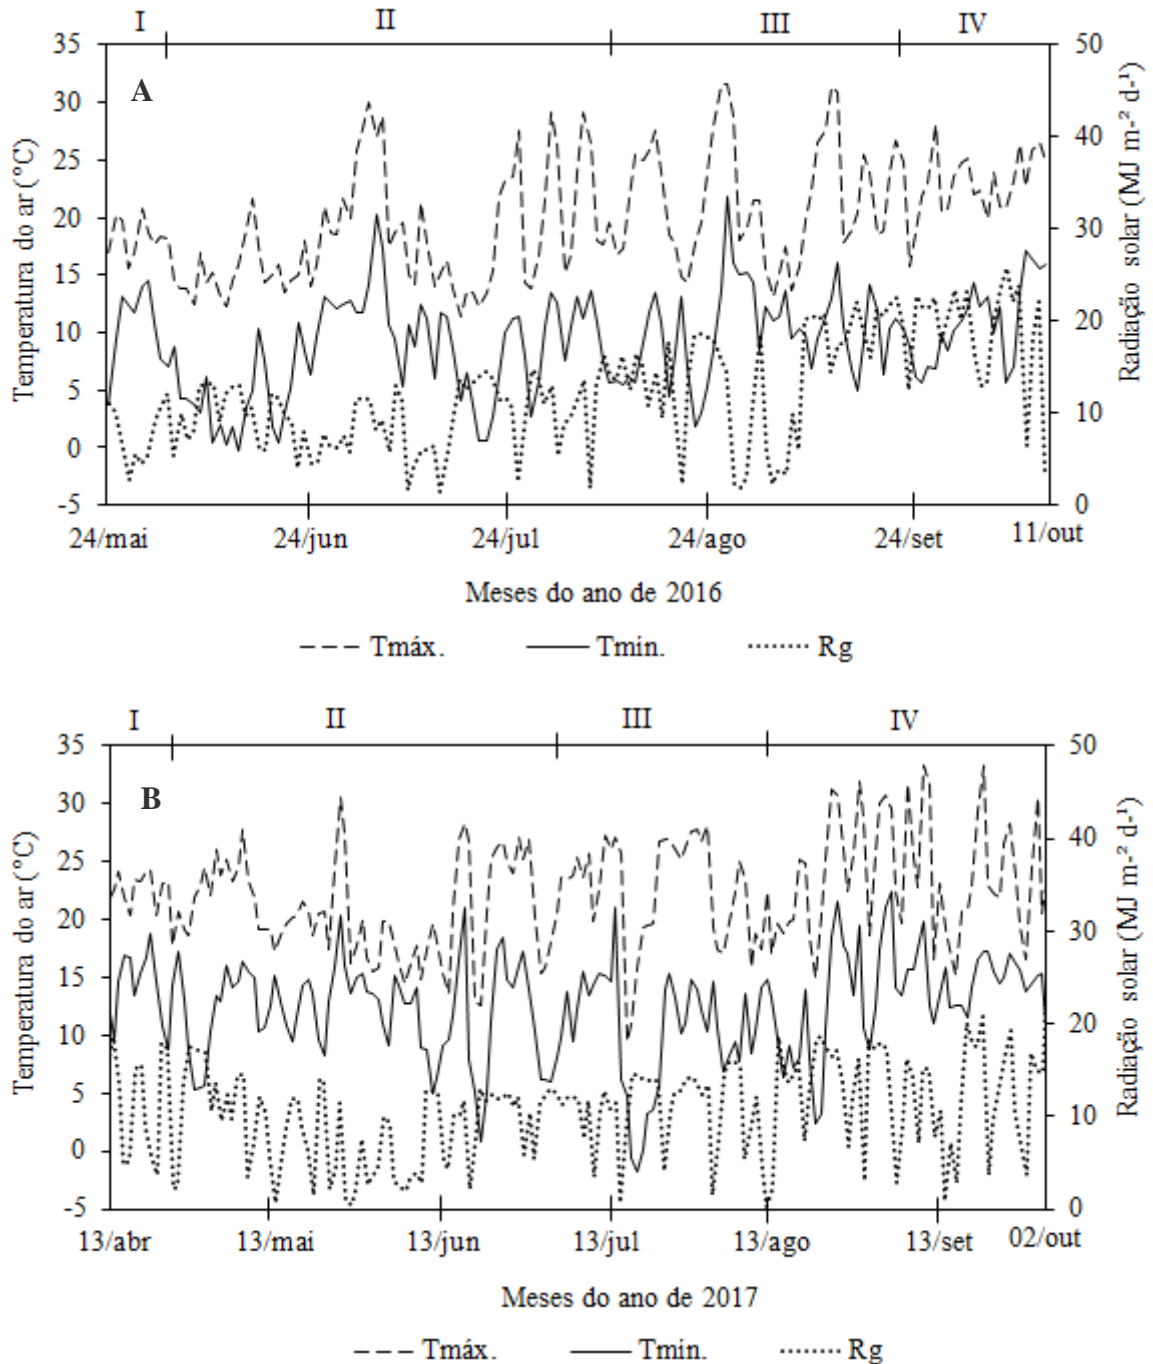 I II III IV
35 50
A
30 40
25
20 30
15 20
10
5 10
0
-5 0
Temperatura do ar (°C)
Radiação solar (MJ m-² d-¹)
24/mai 24/jun 24/jul 24/ago 24/set 11/out
Meses do ano de 2016
Tmáx. Tmin. Rg
I II III IV
35 50
B
30 40
25
20 30
15 20
10
5 10
0
-5 0
Temperatura do ar (°C)
Radiação solar (MJ m-² d-¹)
13/abr 13/mai 13/jun 13/jul 13/ago 13/set 02/out
Meses do ano de 2017
Tmáx. Tmin. Rg